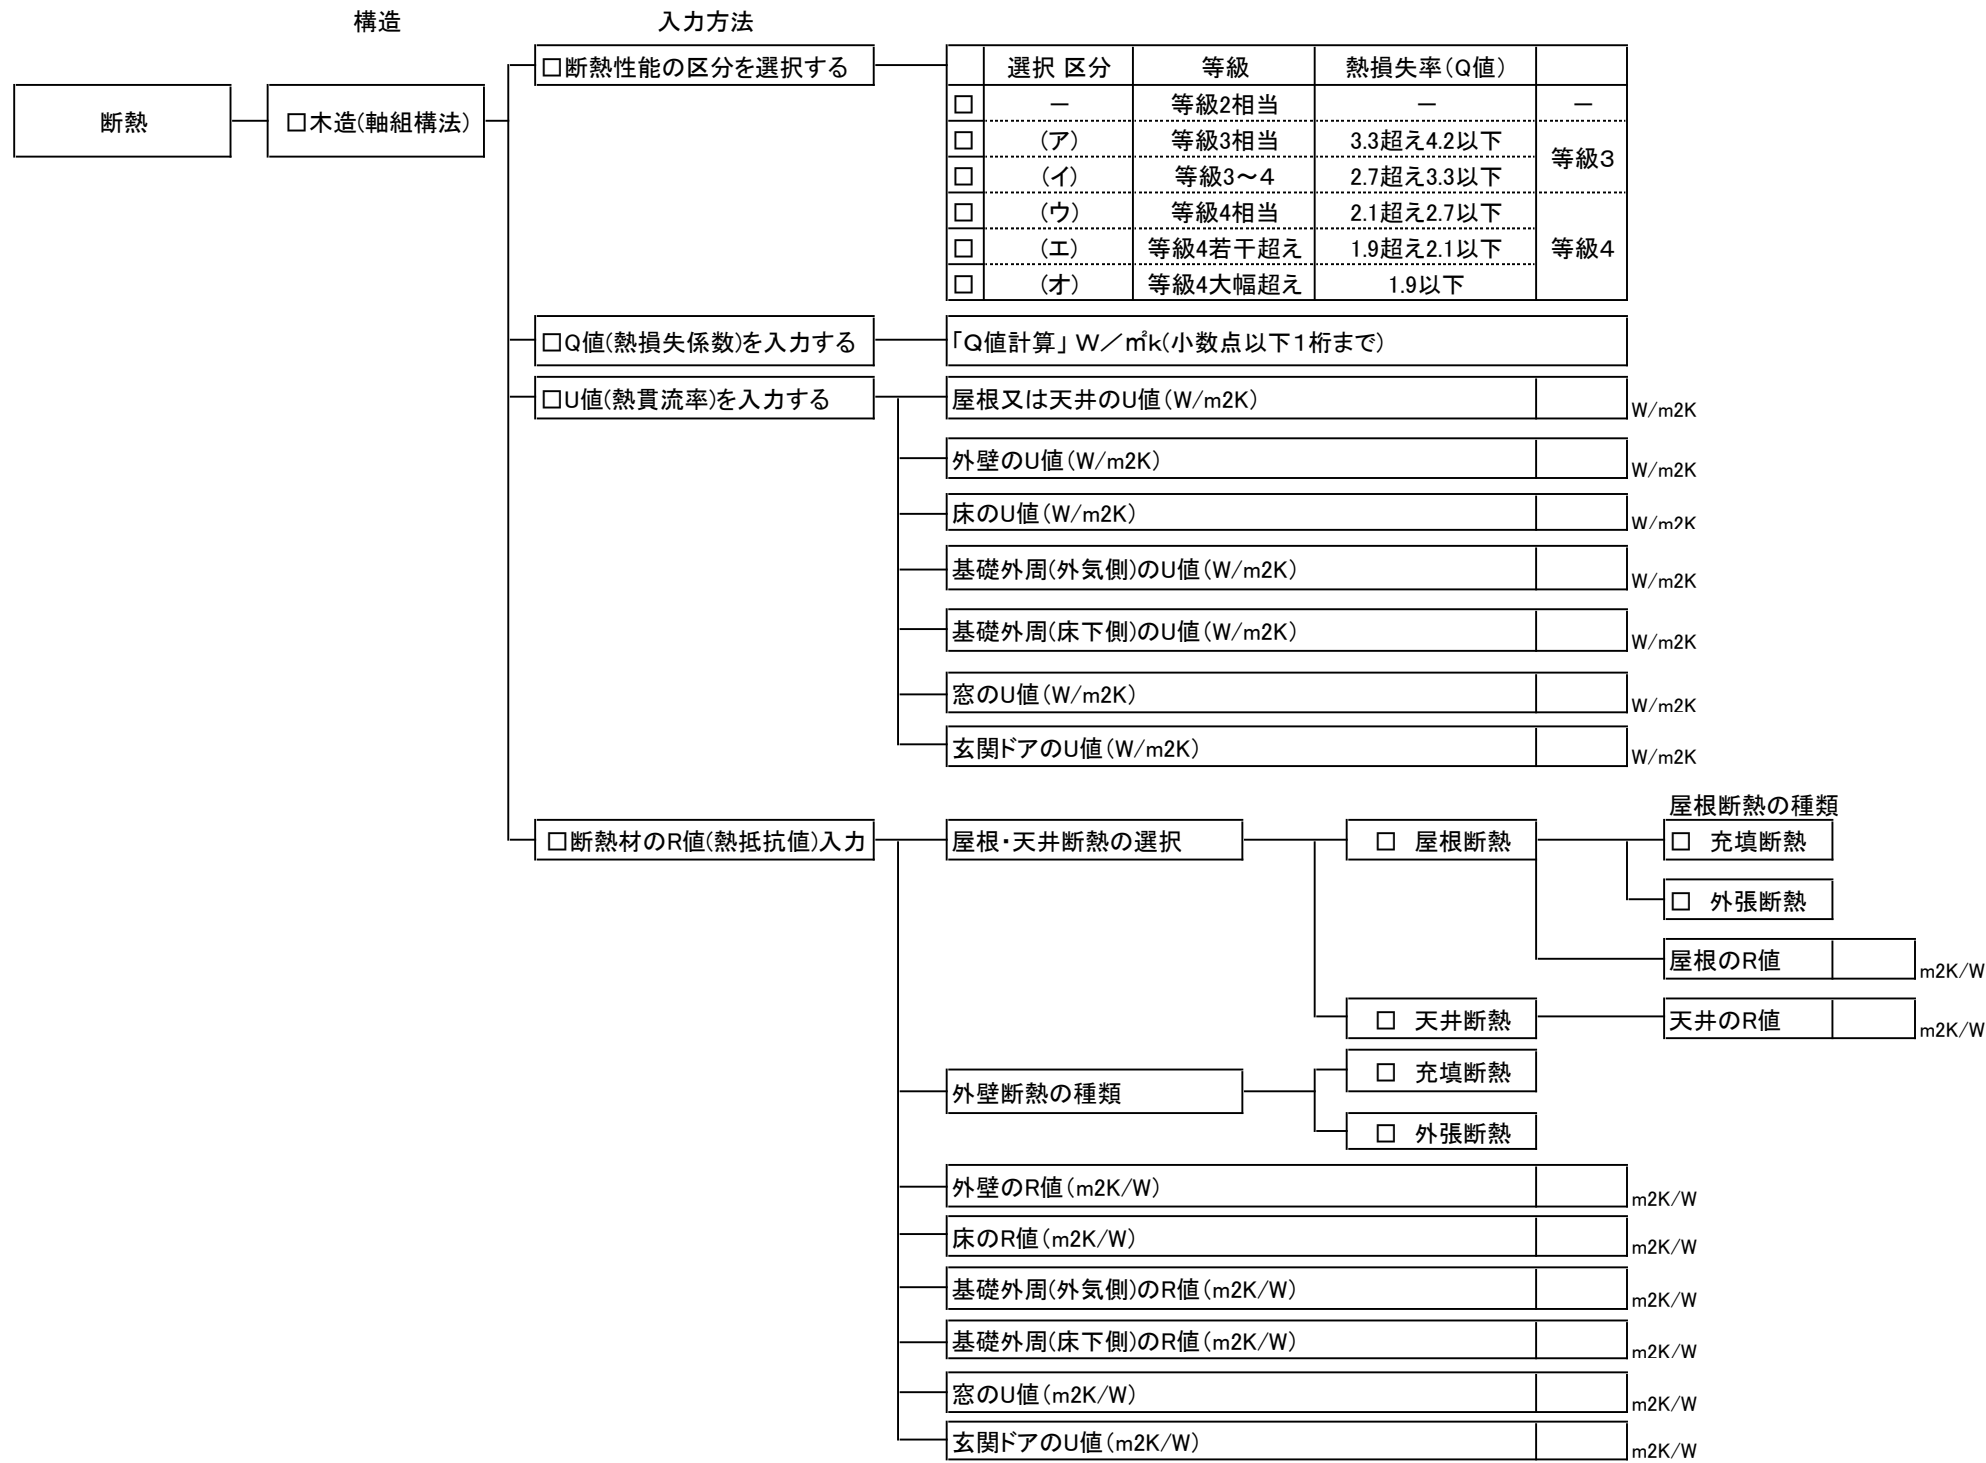 構造 入力方法
□断熱性能の区分を選択する
選択 区分 等級 熱損失率(Q値)
断熱 □木造(軸組構法)
□ － 等級2相当 － －
□ (ア) 等級3相当 3.3超え4.2以下
等級3
□ (イ) 等級3～4 2.7超え3.3以下
□ (ウ) 等級4相当 2.1超え2.7以下
□ (エ) 等級4若干超え 1.9超え2.1以下 等級4
□ (オ) 等級4大幅超え 1.9以下
□Q値(熱損失係数)を入力する 「Q値計算」 W／㎡k(小数点以下1桁まで)
□U値(熱貫流率)を入力する 屋根又は天井のU値(W/m2K) W/m2K
外壁のU値(W/m2K) W/m2K
床のU値(W/m2K) W/m2K
基礎外周(外気側)のU値(W/m2K) W/m2K
基礎外周(床下側)のU値(W/m2K) W/m2K
窓のU値(W/m2K) W/m2K
玄関ドアのU値(W/m2K) W/m2K
屋根断熱の種類
□断熱材のR値(熱抵抗値)入力 屋根・天井断熱の選択 □ 屋根断熱 □ 充填断熱
□ 外張断熱
屋根のR値 m2K/W
□ 天井断熱 天井のR値 m2K/W
□ 充填断熱
外壁断熱の種類
□ 外張断熱
外壁のR値(m2K/W) m2K/W
床のR値(m2K/W) m2K/W
基礎外周(外気側)のR値(m2K/W) m2K/W
基礎外周(床下側)のR値(m2K/W) m2K/W
窓のU値(m2K/W) m2K/W
玄関ドアのU値(m2K/W) m2K/W